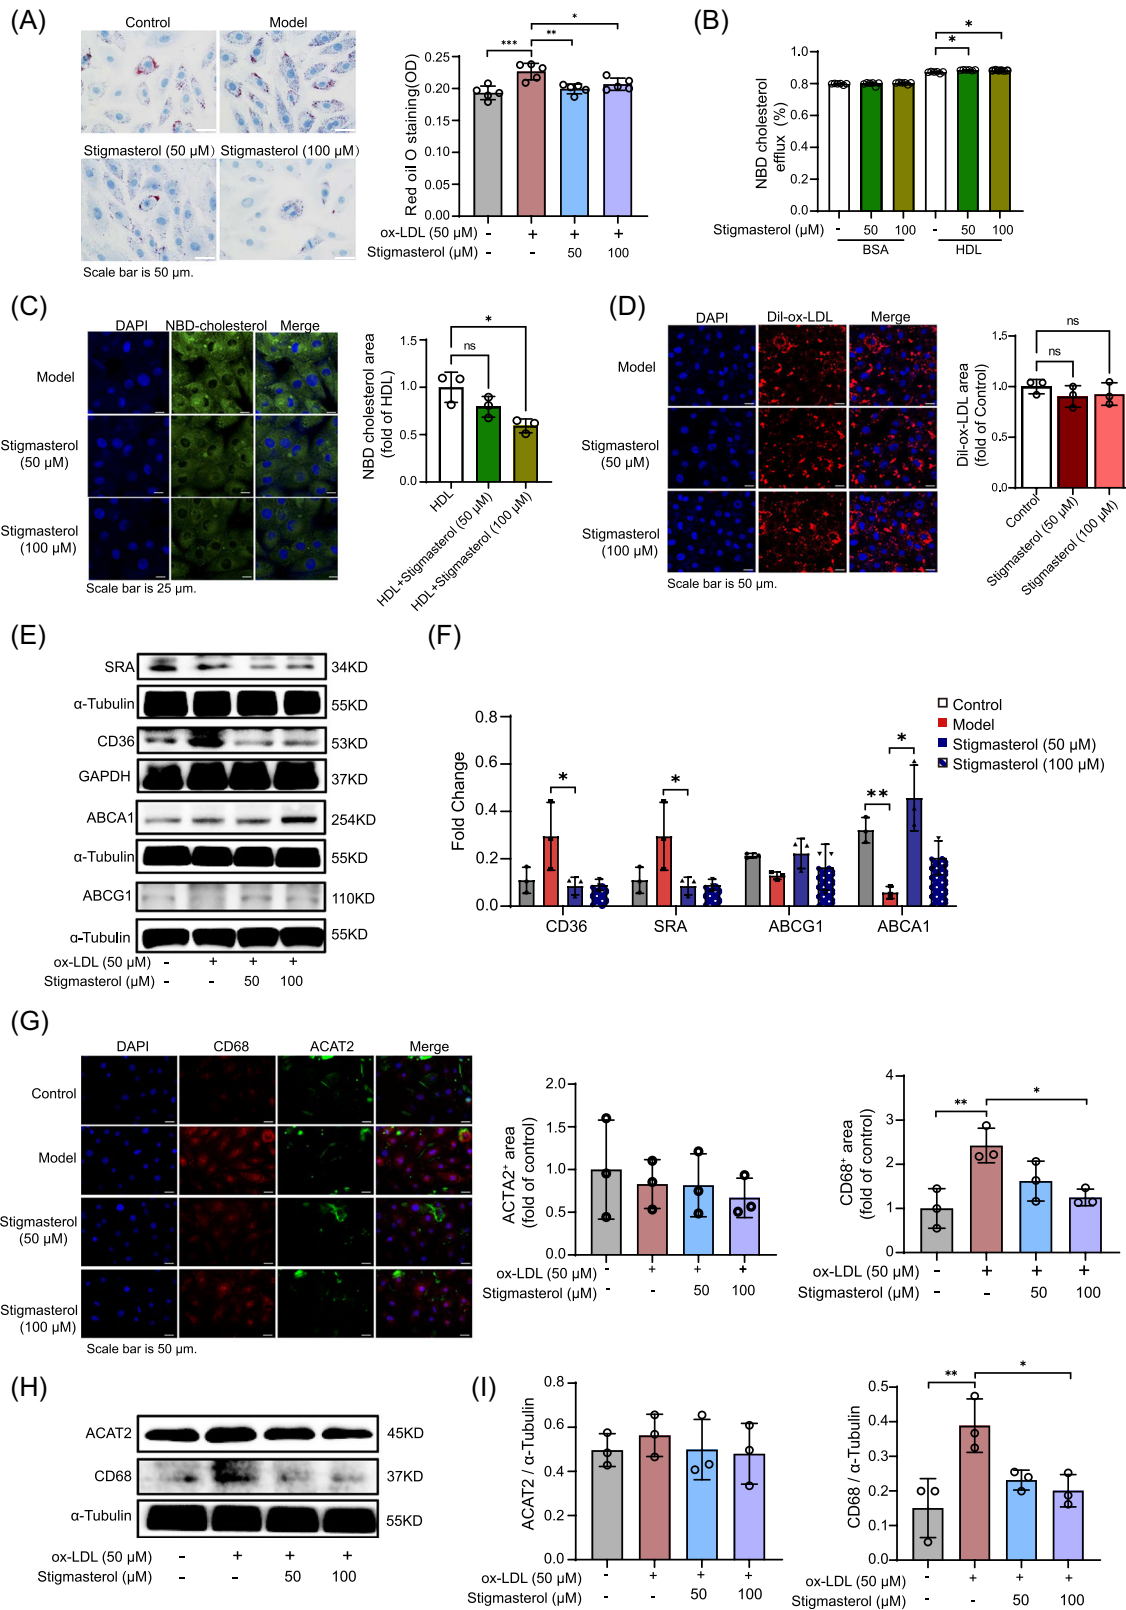 (A)
Control
Model
Stigmasterol (50 µM)
Stigmasterol (100 µM)
Scale bar is 50 µm.
Red oil O staining(OD)
0.25
0.20
0.15
0.10
0.05
0.00
***
**
*
ox-LDL (50 µM) - + + +
Stigmasterol (µM) - - 50 100
(B)
NBD cholesterol
efflux (%)
1.0
0.8
0.6
0.4
0.2
0.0
*
*
Stigmasterol (µM) - 50 100 - 50 100
BSA HDL
(C)
DAPI NBD-cholesterol Merge
Model
Stigmasterol
(50 µM)
Stigmasterol
(100 µM)
Scale bar is 25 µm.
NBD cholesterol area
(fold of HDL)
1.5
1.0
0.5
0.0
ns
*
HDL
HDL+Stigmasterol (50 µM)
HDL+Stigmasterol (100 µM)
(D)
DAPI Dil-ox-LDL Merge
Model
Stigmasterol
(50 µM)
Stigmasterol
(100 µM)
Scale bar is 50 µm.
Dil-ox-LDL area
(fold of Control)
1.5
1.0
0.5
0.0
ns
ns
Control
Stigmasterol (50 µM)
Stigmasterol (100 µM)
(E)
SRA 34KD
α-Tubulin 55KD
CD36 53KD
GAPDH 37KD
ABCA1 254KD
α-Tubulin 55KD
ABCG1 110KD
α-Tubulin 55KD
ox-LDL (50 µM) - + + +
Stigmasterol (µM) - - 50 100
(F)
Fold Change
0.8
0.6
0.4
0.2
0.0
*
*
**
*
Control
Model
Stigmasterol (50 µM)
Stigmasterol (100 µM)
CD36 SRA ABCG1 ABCA1
(G)
DAPI CD68 ACAT2 Merge
Control
Model
Stigmasterol
(50 µM)
Stigmasterol
(100 µM)
Scale bar is 50 µm.
ACTA2⁺ area
(fold of control)
2.0
1.5
1.0
0.5
0.0
ox-LDL (50 µM) - + + +
Stigmasterol (µM) - - 50 100
CD68⁺ area
(fold of control)
4
3
2
1
0
**
*
ox-LDL (50 µM) - + + +
Stigmasterol (µM) - - 50 100
(H)
ACAT2 45KD
CD68 37KD
α-Tubulin 55KD
ox-LDL (50 µM) - + + +
Stigmasterol (µM) - - 50 100
(I)
ACAT2 / α-Tubulin
0.8
0.6
0.4
0.2
0.0
ox-LDL (50 µM) - + + +
Stigmasterol (µM) - - 50 100
CD68 / α-Tubulin
0.5
0.4
0.3
0.2
0.1
0.0
**
*
ox-LDL (50 µM) - + + +
Stigmasterol (µM) - - 50 100